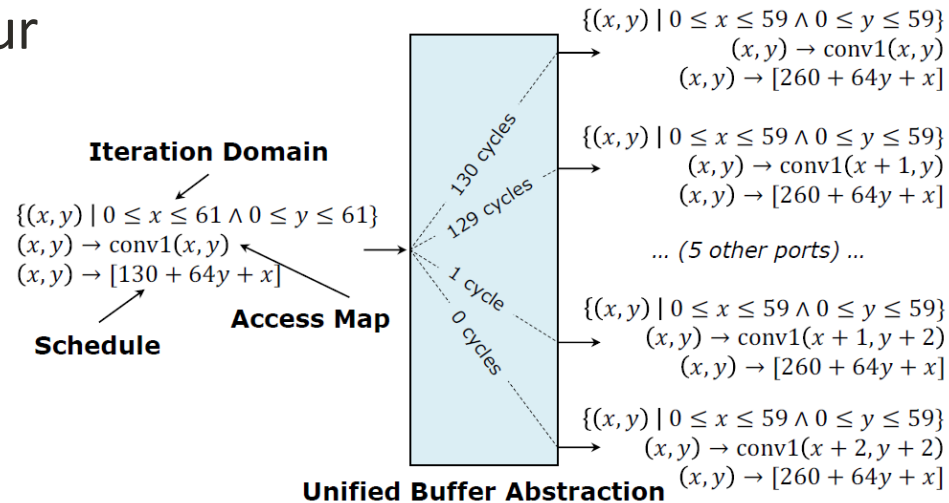 ur
Iteration Domain
{(x, y) | 0 ≤ x ≤ 61 ∧ 0 ≤ y ≤ 61}
(x, y) → conv1(x, y)
(x, y) → [130 + 64y + x]
Schedule
Access Map
130 cycles
129 cycles
1 cycle
0 cycles
{(x, y) | 0 ≤ x ≤ 59 ∧ 0 ≤ y ≤ 59}
(x, y) → conv1(x, y)
(x, y) → [260 + 64y + x]
{(x, y) | 0 ≤ x ≤ 59 ∧ 0 ≤ y ≤ 59}
(x, y) → conv1(x + 1, y)
(x, y) → [260 + 64y + x]
... (5 other ports) ...
{(x, y) | 0 ≤ x ≤ 59 ∧ 0 ≤ y ≤ 59}
(x, y) → conv1(x + 1, y + 2)
(x, y) → [260 + 64y + x]
{(x, y) | 0 ≤ x ≤ 59 ∧ 0 ≤ y ≤ 59}
(x, y) → conv1(x + 2, y + 2)
(x, y) → [260 + 64y + x]
Unified Buffer Abstraction